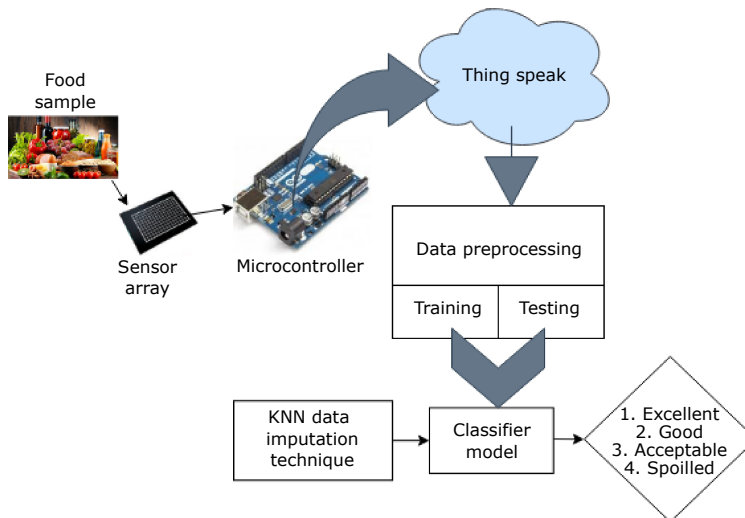 Thing speak
Food
sample
Sensor
array
Microcontroller
Data preprocessing
Training
Testing
KNN data
imputation
technique
Classifier
model
1. Excellent
2. Good
3. Acceptable
4. Spoilled